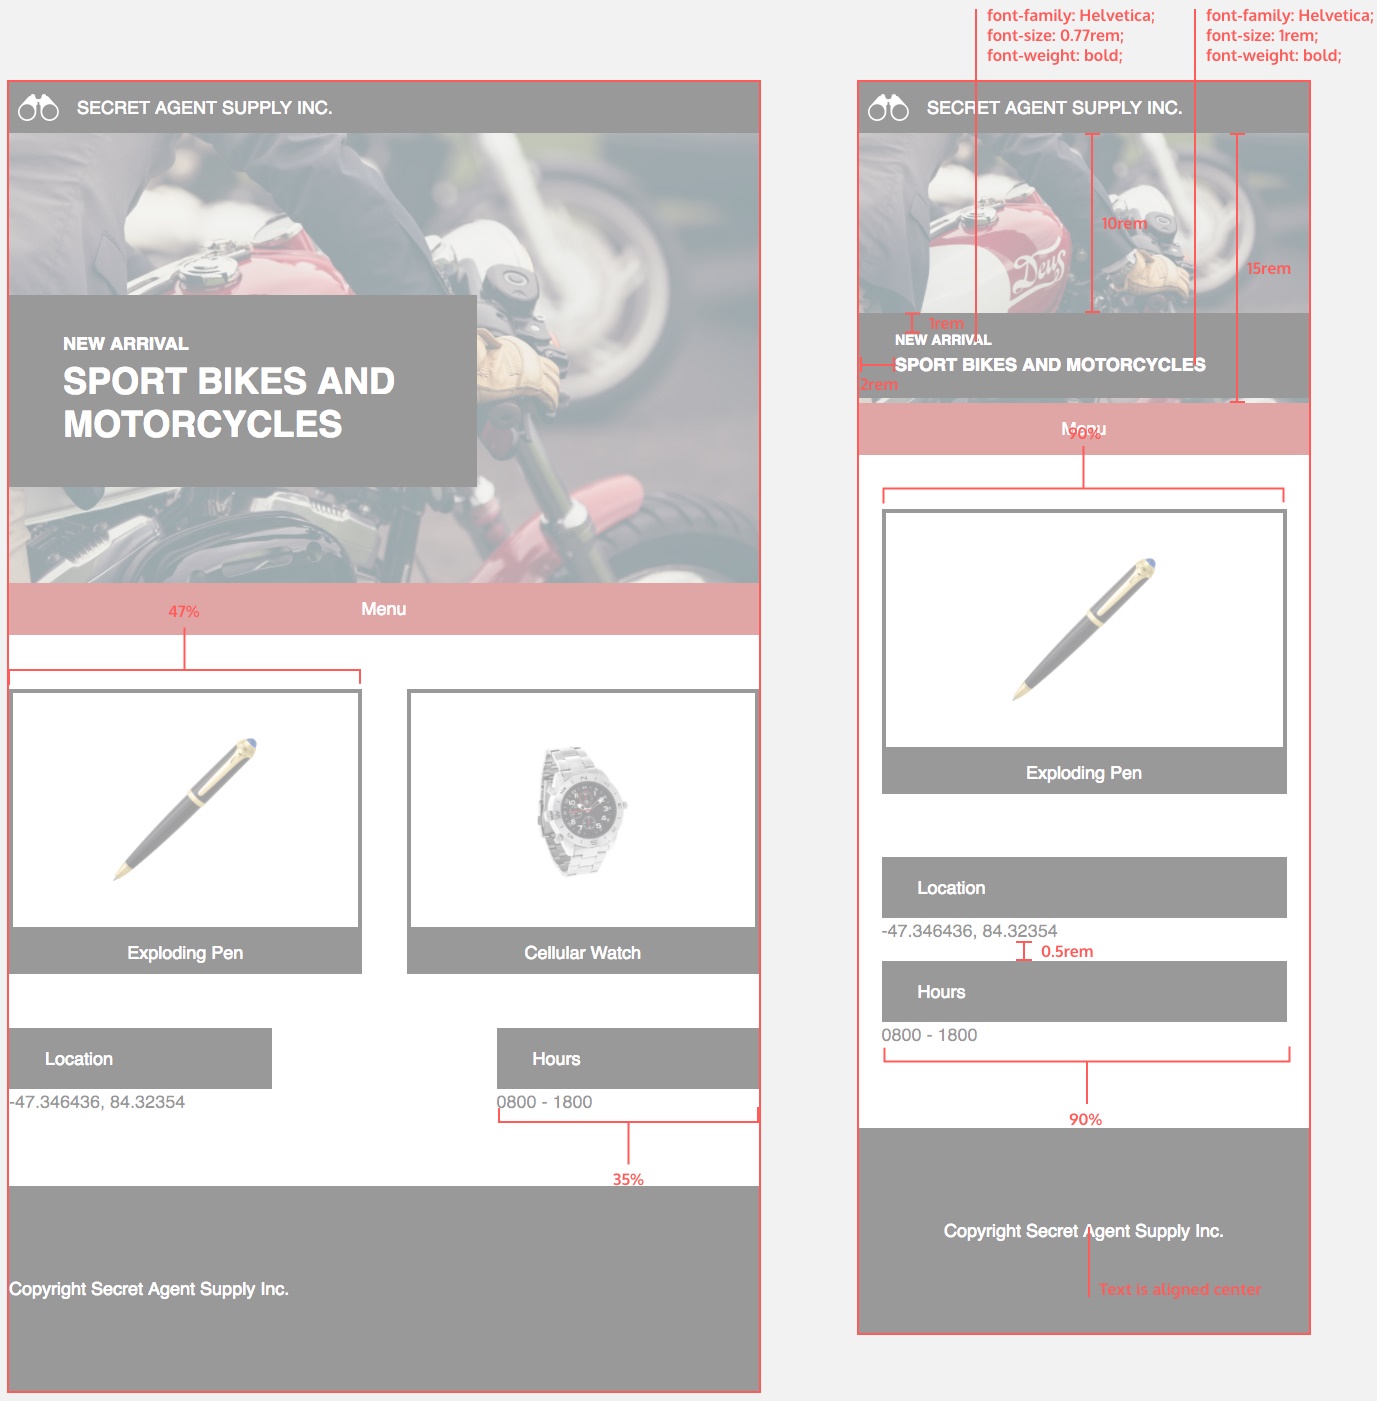 font-family: Helvetica;
font-size: 0.77rem;
font-weight: bold;
font-family: Helvetica;
font-size: 1rem;
font-weight: bold;
SECRET AGENT SUPPLY INC.
NEW ARRIVAL
SPORT BIKES AND
MOTORCYCLES
47%
Menu
Exploding Pen
Cellular Watch
Location
-47.346436, 84.32354
Hours
0800 - 1800
35%
Copyright Secret Agent Supply Inc.
SECRET AGENT SUPPLY INC.
Deus
10rem
15rem
1rem
NEW ARRIVAL
SPORT BIKES AND MOTORCYCLES
2rem
Menu
90%
Exploding Pen
Location
-47.346436, 84.32354
0.5rem
Hours
0800 - 1800
90%
Copyright Secret Agent Supply Inc.
Text is aligned center